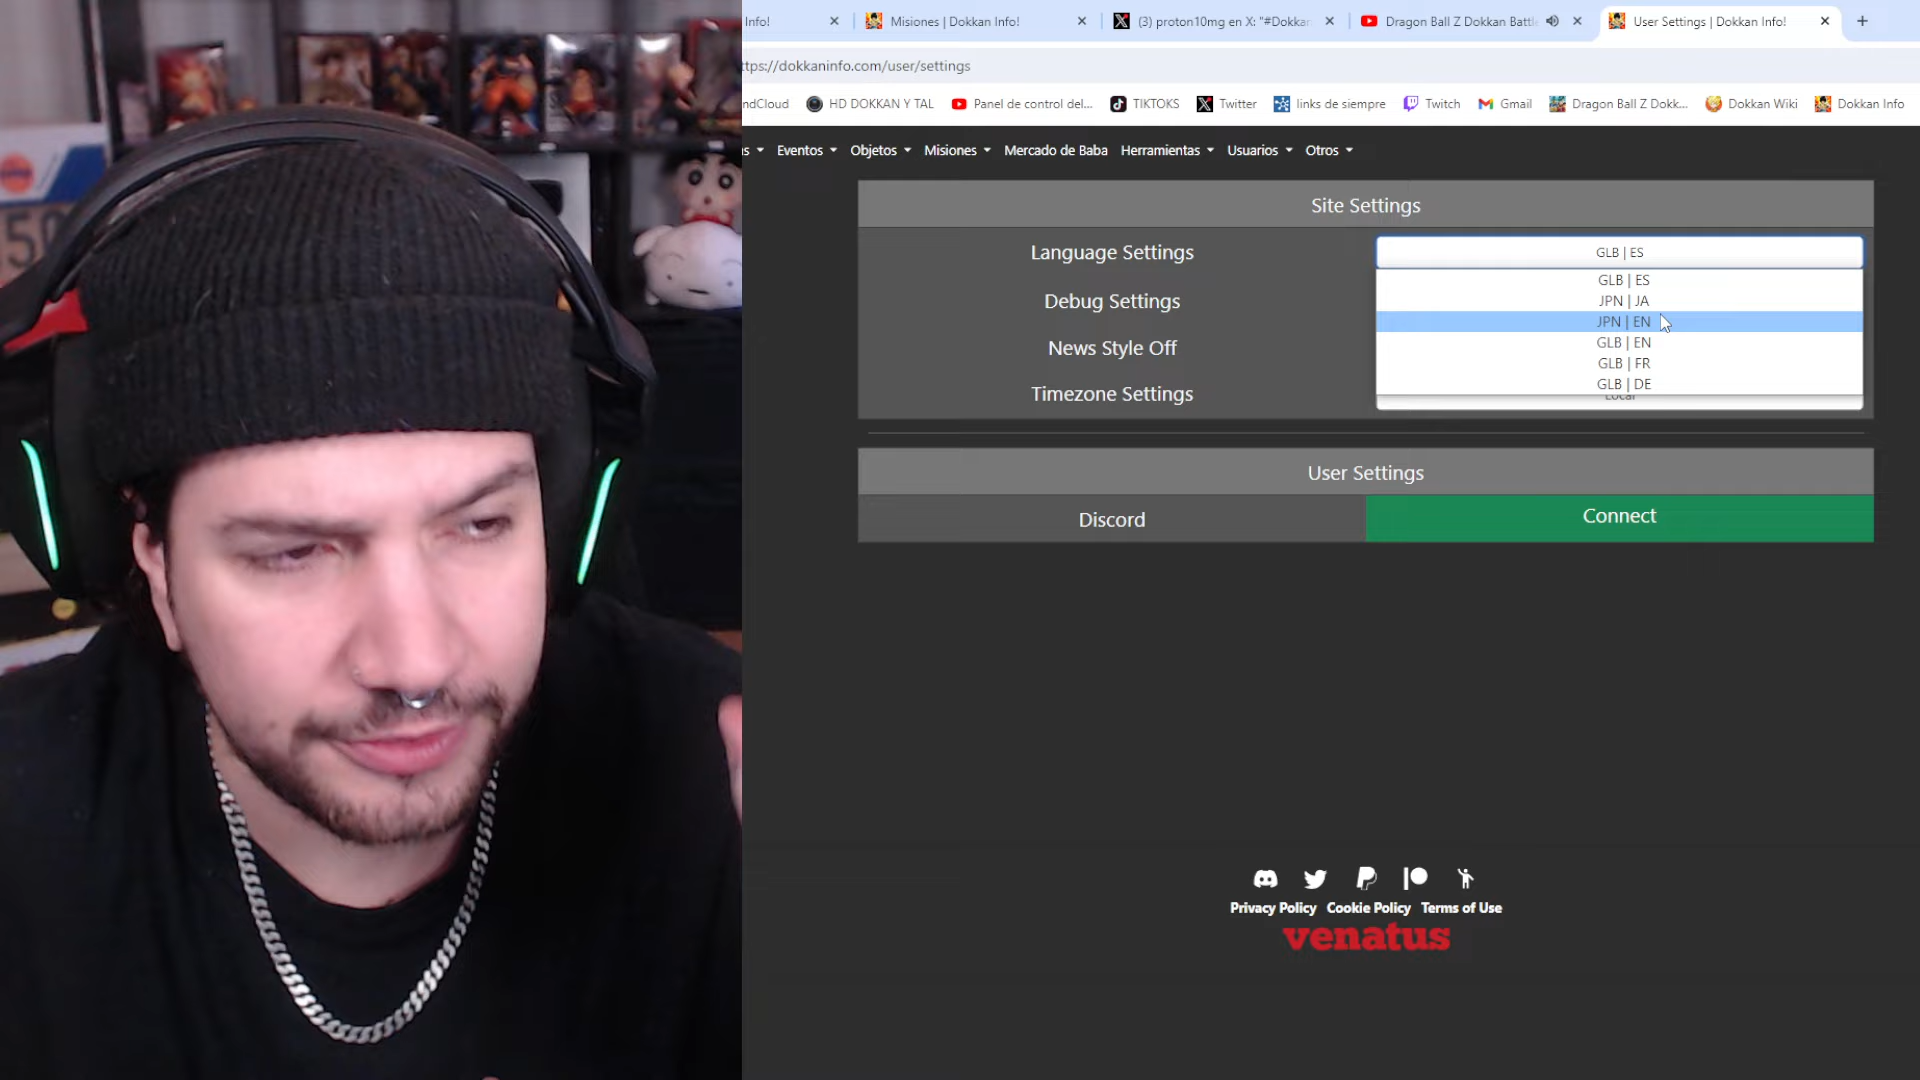 Info!
Misiones | Dokkan Info!
(3) proton10mg en X: "#Dokkan
Dragon Ball Z Dokkan Battle
User Settings | Dokkan Info!
ttps://dokkaninfo.com/user/settings
ndCloud
HD DOKKAN Y TAL
Panel de control del...
TIKTOKS
Twitter
links de siempre
Twitch
Gmail
Dragon Ball Z Dokk...
Dokkan Wiki
Dokkan Info
s
Eventos
Objetos
Misiones
Mercado de Baba
Herramientas
Usuarios
Otros
Site Settings
Language Settings
GLB | ES
GLB | ES
JPN | JA
JPN | EN
GLB | EN
GLB | FR
GLB | DE
Debug Settings
News Style Off
Timezone Settings
Local
User Settings
Discord
Connect
Privacy Policy
Cookie Policy
Terms of Use
venatus